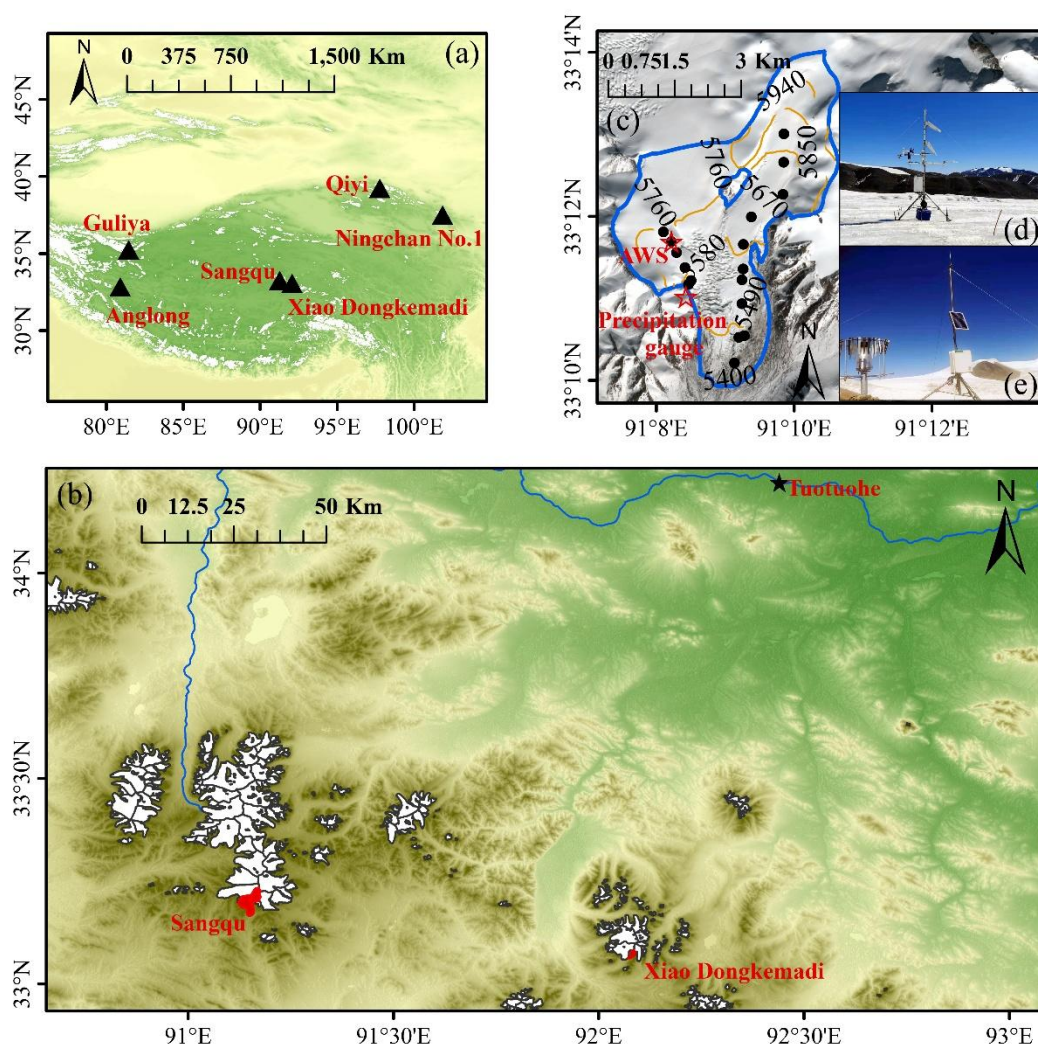 (a)
N
0 375 750 1,500 Km
45°N
40°N
35°N
30°N
Qiyi
Guliya
Ningchan No.1
Sangqu
Anglong
Xiao Dongkemadi
80°E 85°E 90°E 95°E 100°E
33°14'N
33°12'N
33°10'N
0 0.75 1.5 3 Km
(c)
5940
5850
5760
5760
5670
AWS
580
5490
Precipitation
gauge
5400
N
(d)
(e)
91°8'E 91°10'E 91°12'E
(b)
0 12.5 25 50 Km
Tuotuohe
N
34°N
33°30'N
33°N
Sangqu
Xiao Dongkemadi
91°E 91°30'E 92°E 92°30'E 93°E